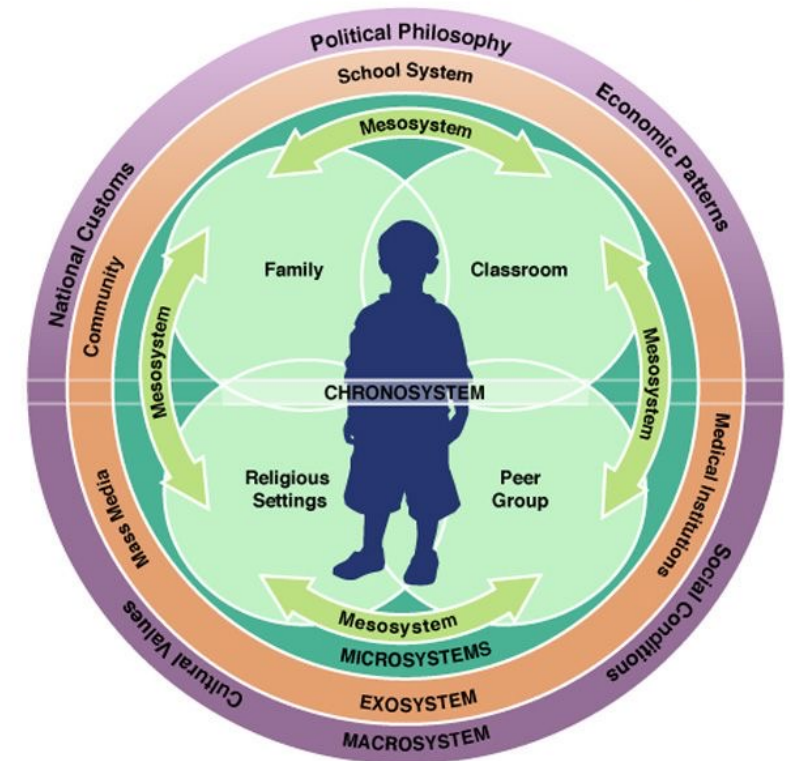 Political Philosophy
School System
Economic Patterns
National Customs
Community
Mesosystem
Family
Classroom
Mesosystem
Mesosystem
CHRONOSYSTEM
Religious
Settings
Peer
Group
Mass Media
Medical Institutions
Cultural Values
Social Conditions
Mesosystem
MICROSYSTEMS
EXOSYSTEM
MACROSYSTEM